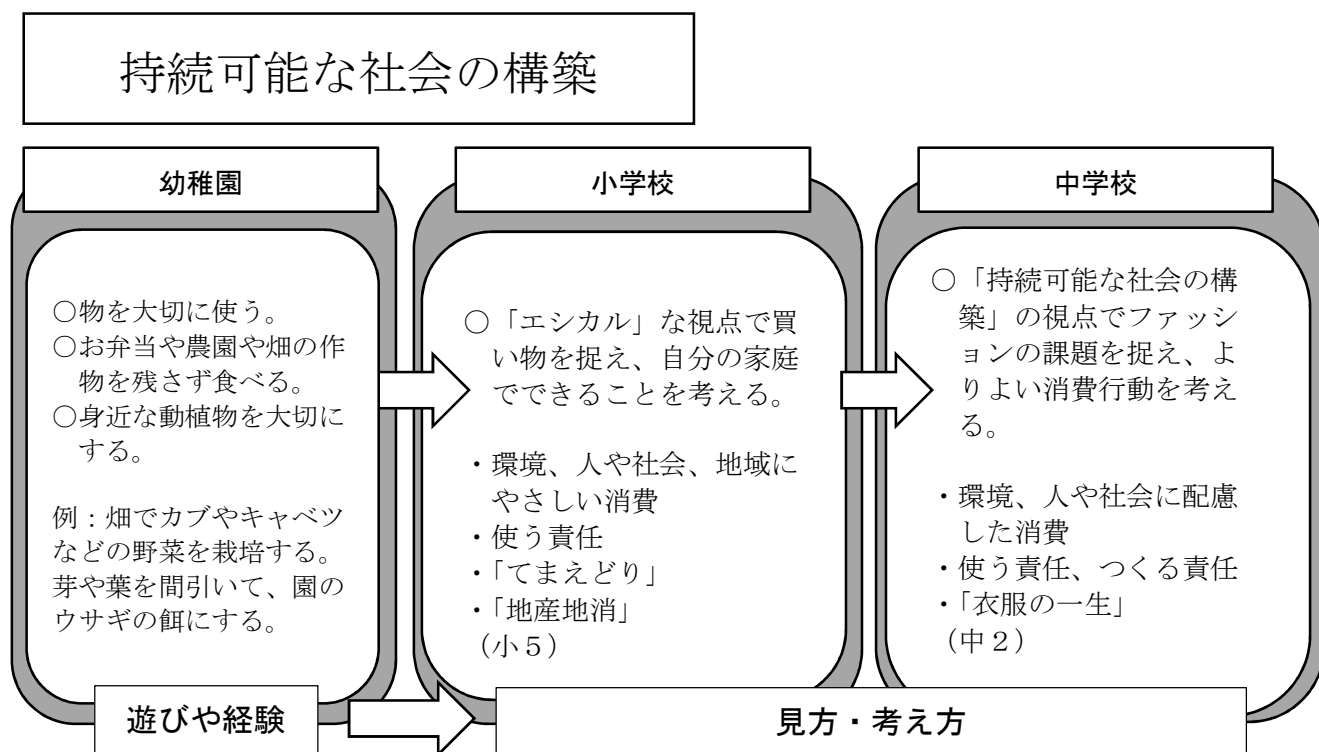 持続可能な社会の構築
幼稚園
○物を大切に使う。
○お弁当や農園や畑の作
物を残さず食べる。
○身近な動植物を大切に
する。
例：畑でカブやキャベツ
などの野菜を栽培する。
芽や葉を間引いて、園の
ウサギの餌にする。
小学校
○「エシカル」な視点で買
い物を捉え、自分の家庭
でできることを考える。
・環境、人や社会、地域に
やさしい消費
・使う責任
・「てまえどり」
・「地産地消」
（小５）
中学校
○「持続可能な社会の構
築」の視点でファッシ
ョンの課題を捉え、よ
りよい消費行動を考え
る。
・環境、人や社会に配慮
した消費
・使う責任、つくる責任
・「衣服の一生」
（中２）
遊びや経験
見方・考え方